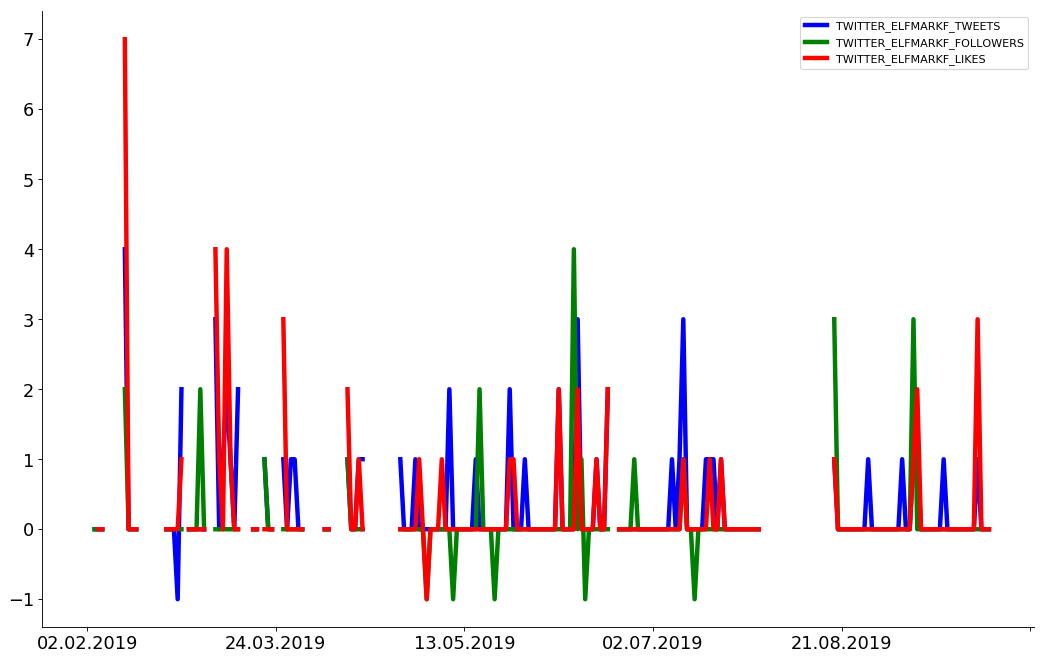 TWITTER_ELFMARKF_TWEETS
TWITTER_ELFMARKF_FOLLOWERS
TWITTER_ELFMARKF_LIKES
7
6
5
4
3
2
1
0
−1
02.02.2019 24.03.2019 13.05.2019 02.07.2019 21.08.2019